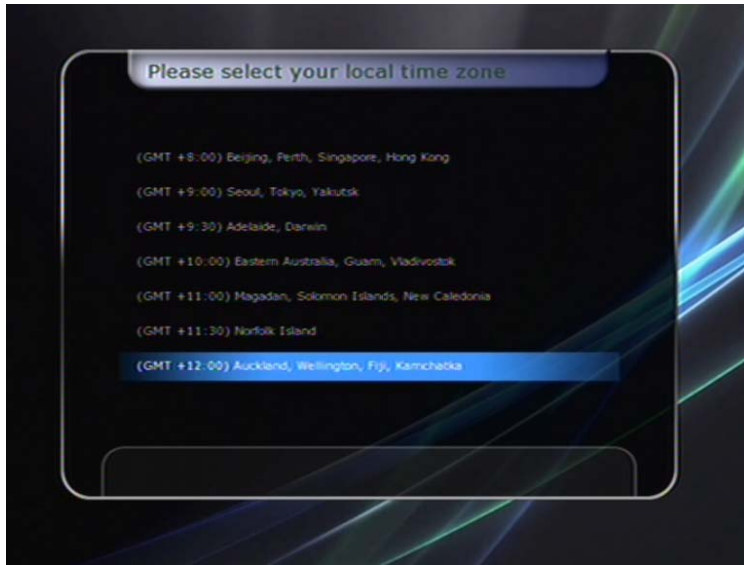 Please select your local time zone
(GMT +8:00) Beijing, Perth, Singapore, Hong Kong
(GMT +9:00) Seoul, Tokyo, Yakutsk
(GMT +9:30) Adelaide, Darwin
(GMT +10:00) Eastern Australia, Guam, Vladivostok
(GMT +11:00) Magadan, Solomon Islands, New Caledonia
(GMT +11:30) Norfolk Island
(GMT +12:00) Auckland, Wellington, Fiji, Kamchatka